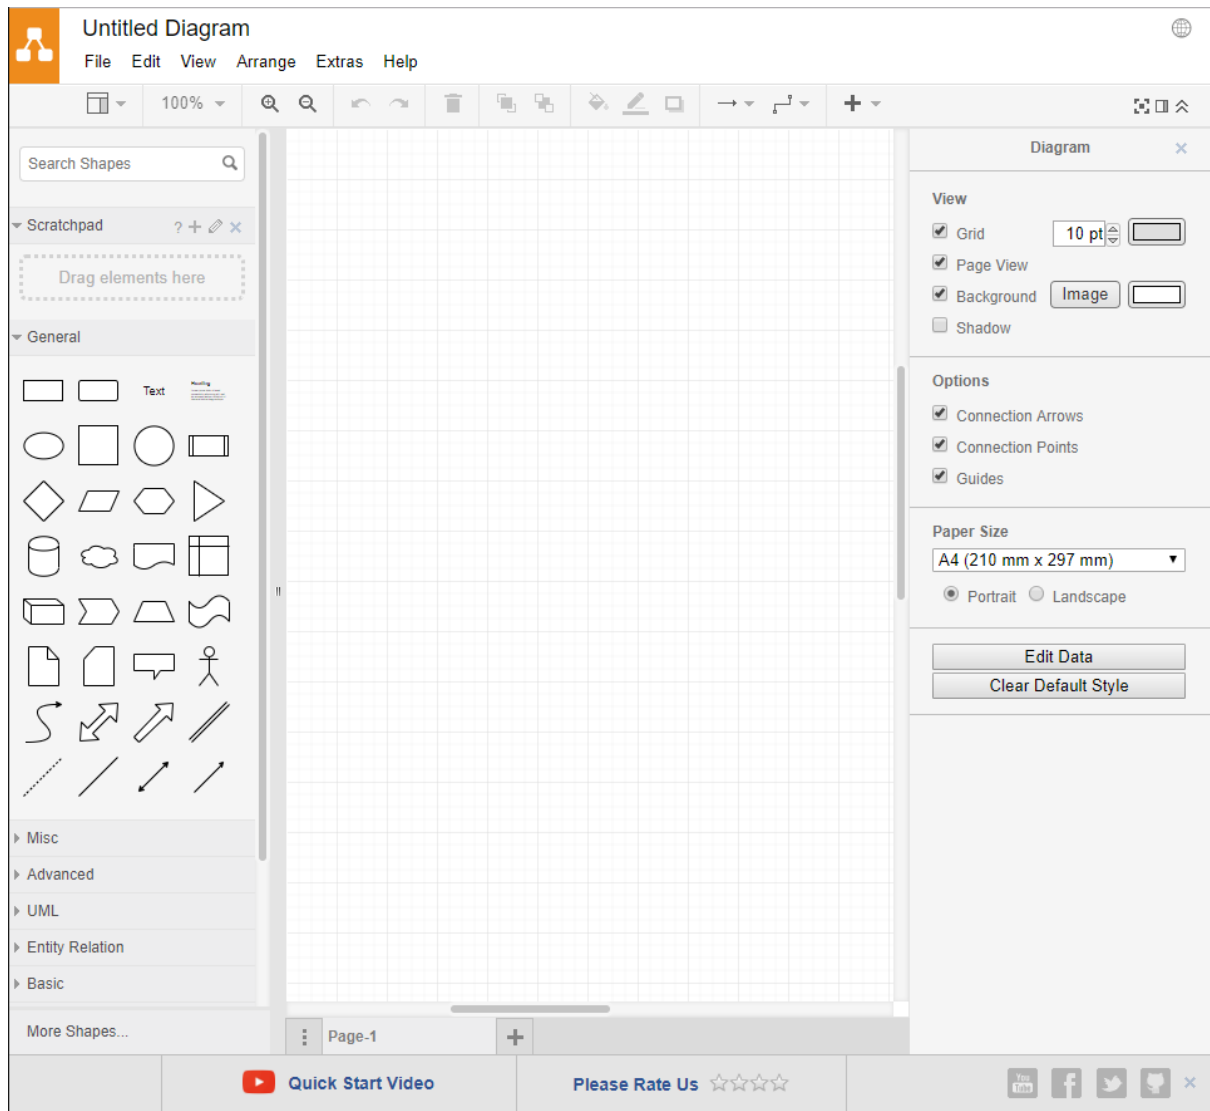 Untitled Diagram
File Edit View Arrange Extras Help
100%
Search Shapes
Scratchpad
?
Drag elements here
General
Text
Heading
Misc
Advanced
UML
Entity Relation
Basic
More Shapes...
Page-1
Diagram
View
Grid 10 pt
Page View
Background Image
Shadow
Options
Connection Arrows
Connection Points
Guides
Paper Size
A4 (210 mm x 297 mm)
Portrait Landscape
Edit Data
Clear Default Style
Quick Start Video Please Rate Us
You
Tube